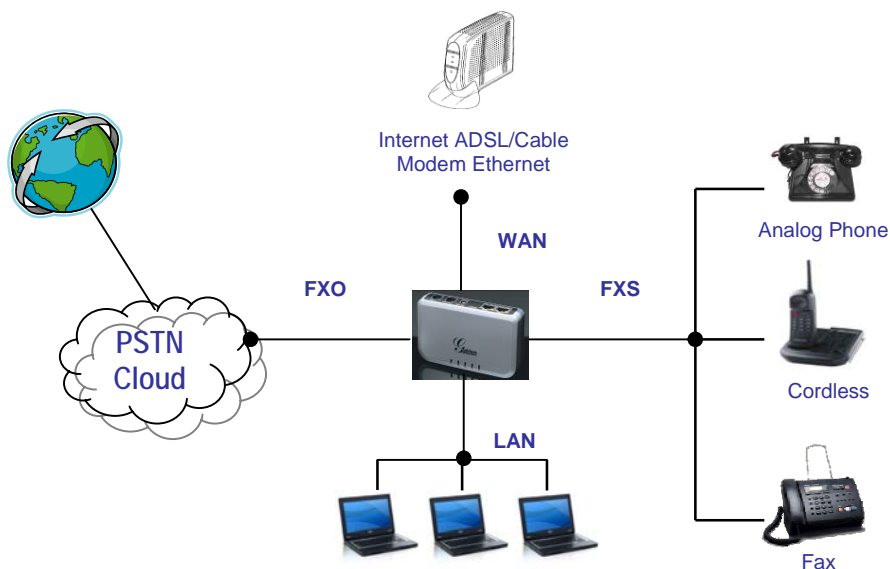 Internet ADSL/Cable
Modem Ethernet
WAN
FXO
FXS
Analog Phone
PSTN
Cloud
Cordless
LAN
Fax